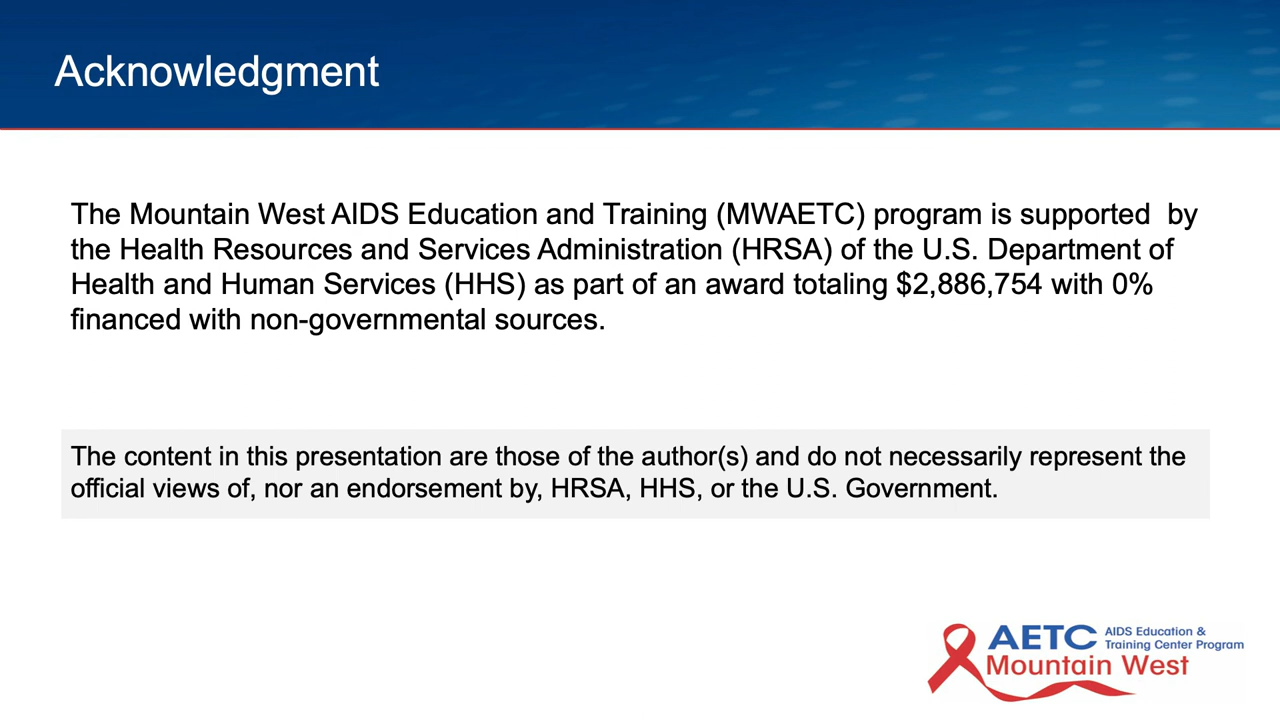 Acknowledgment
The Mountain West AIDS Education and Training (MWAETC) program is supported  by
the Health Resources and Services Administration (HRSA) of the U.S. Department of
Health and Human Services (HHS) as part of an award totaling $2,886,754 with 0%
financed with non-governmental sources.
The content in this presentation are those of the author(s) and do not necessarily represent the
official views of, nor an endorsement by, HRSA, HHS, or the U.S. Government.
AETC AIDS Education &
Training Center Program
Mountain West